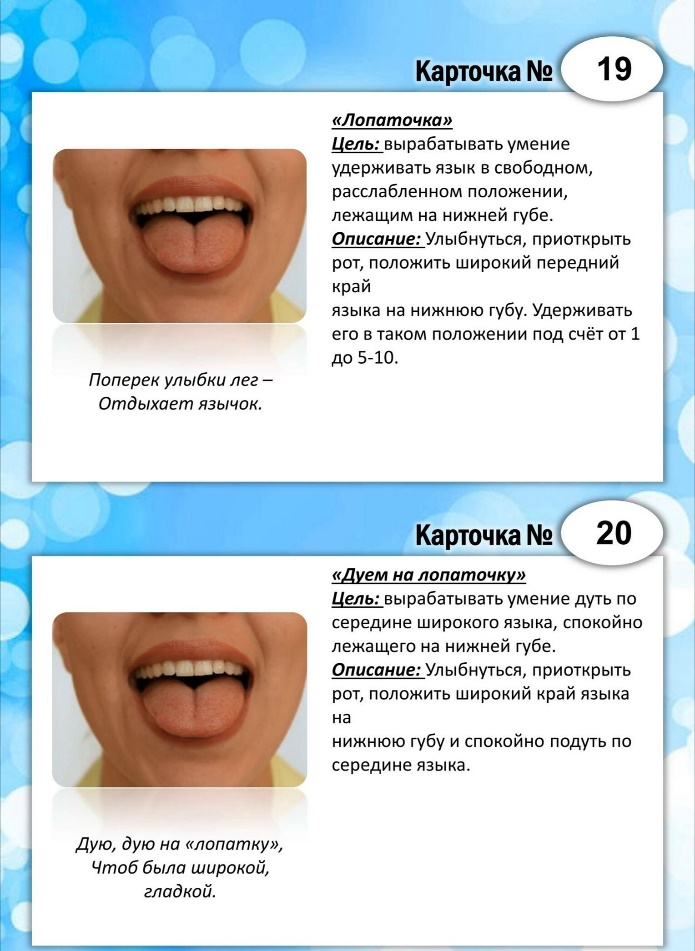 Карточка № 19
«Лопаточка»
Цель: вырабатывать умение
удерживать язык в свободном,
расслабленном положении,
лежащим на нижней губе.
Описание: Улыбнуться, приоткрыть
рот, положить широкий передний
край
языка на нижнюю губу. Удерживать
его в таком положении под счёт от 1
до 5-10.
Поперек улыбки лег –
Отдыхает язычок.
Карточка № 20
«Дуем на лопаточку»
Цель: вырабатывать умение дуть по
середине широкого языка, спокойно
лежащего на нижней губе.
Описание: Улыбнуться, приоткрыть
рот, положить широкий край языка
на
нижнюю губу и спокойно подуть по
середине языка.
Дую, дую на «лопатку»,
Чтоб была широкой,
гладкой.